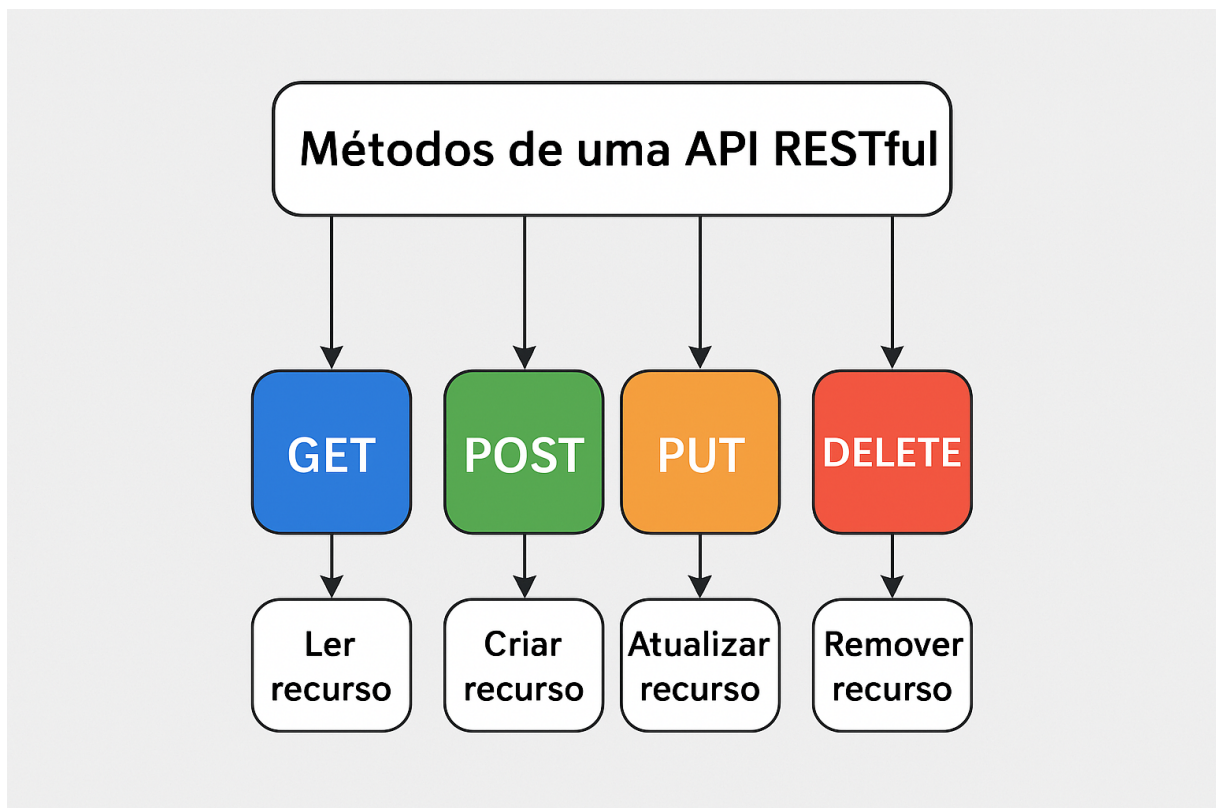 Métodos de uma API RESTful
GET
POST
PUT
DELETE
Ler
recurso
Criar
recurso
Atualizar
recurso
Remover
recurso